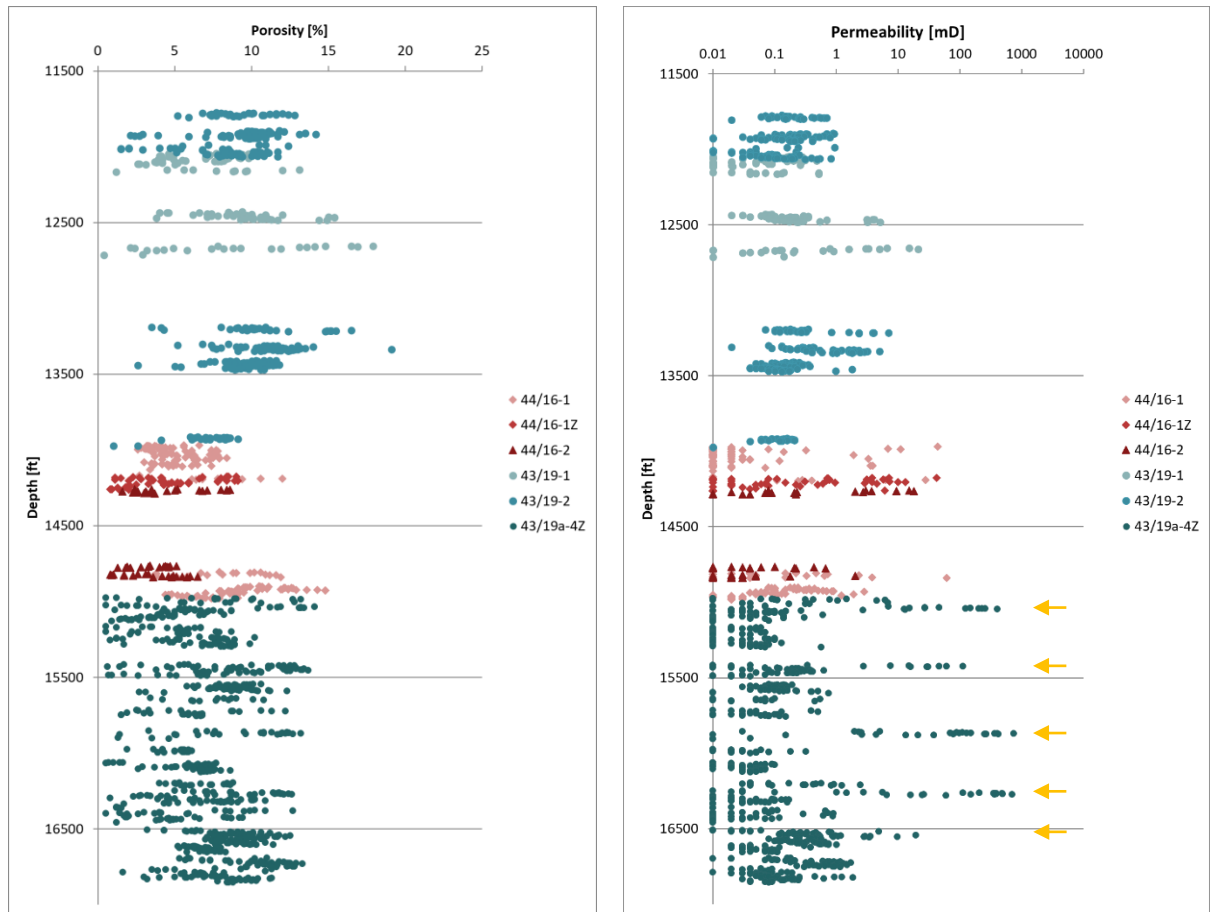 Porosity [%]
0 5 10 15 20 25
11500
12500
13500
14500
15500
16500
Depth [ft]
44/16-1
44/16-1Z
44/16-2
43/19-1
43/19-2
43/19a-4Z
Permeability [mD]
0.01 0.1 1 10 100 1000 10000
11500
12500
13500
14500
15500
16500
Depth [ft]
44/16-1
44/16-1Z
44/16-2
43/19-1
43/19-2
43/19a-4Z